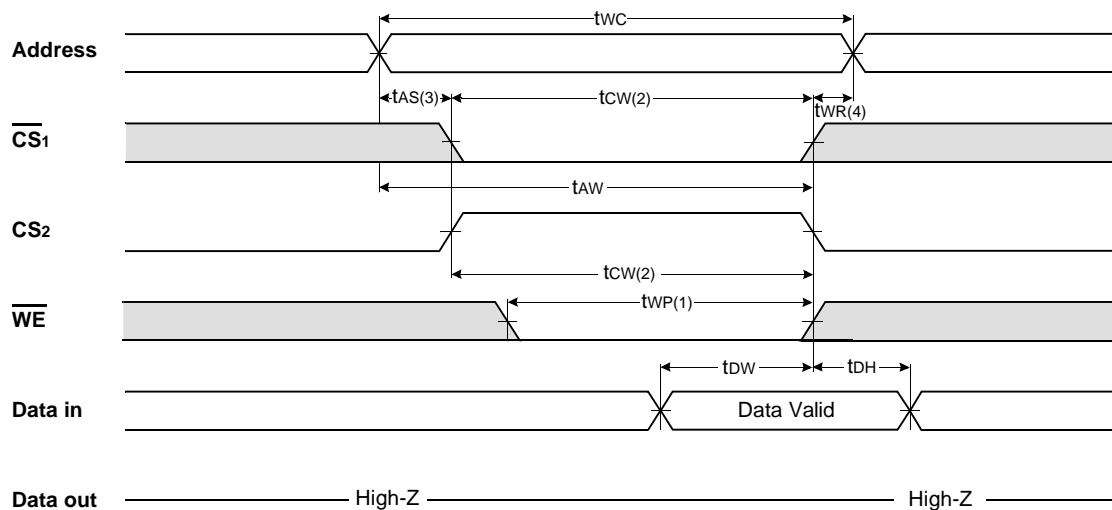 tWC
Address
tAS(3) tCW(2) tWR(4)
CS1
tAW
CS2
tCW(2)
tWP(1)
WE
tDW tDH
Data in Data Valid
Data out High-Z High-Z